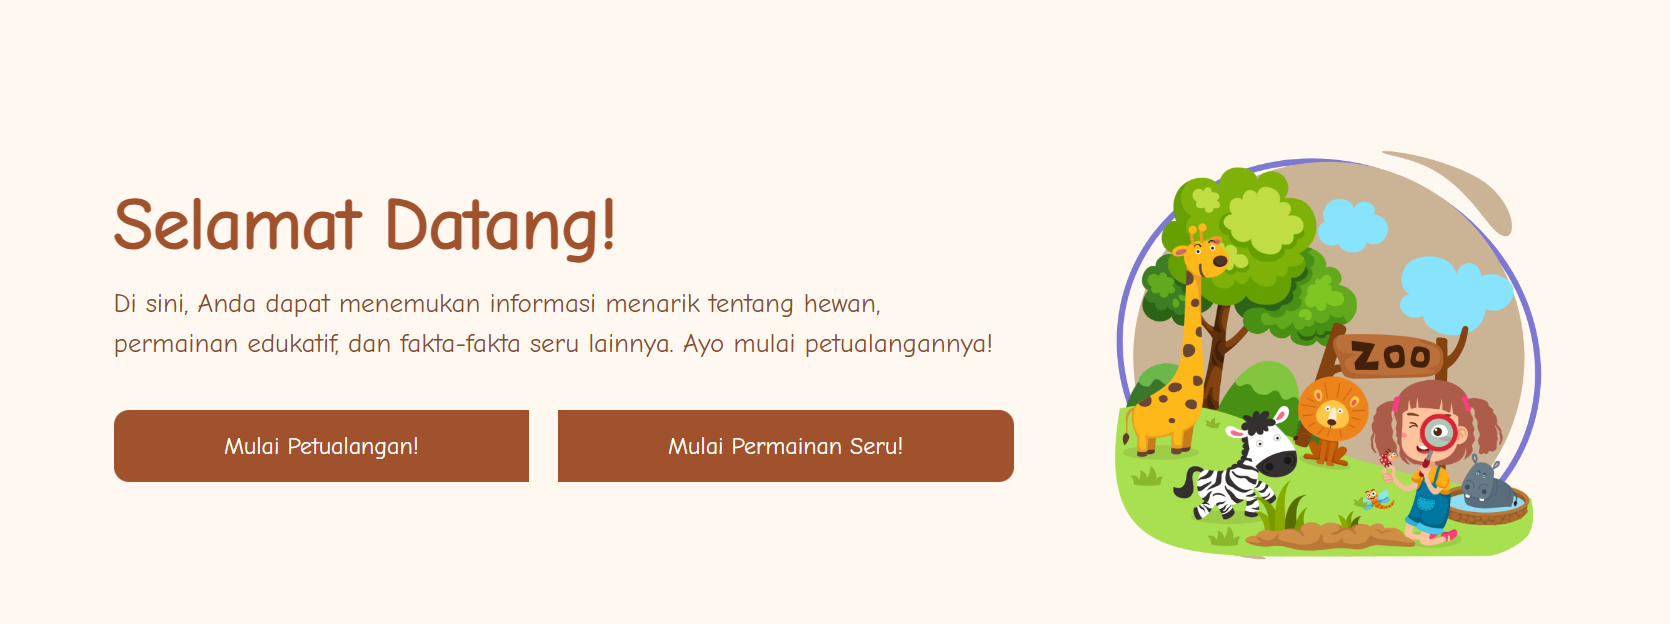 Selamat Datang!
Di sini, Anda dapat menemukan informasi menarik tentang hewan,
permainan edukatif, dan fakta-fakta seru lainnya. Ayo mulai petualangannya!
Mulai Petualangan!
Mulai Permainan Seru!
ZOO